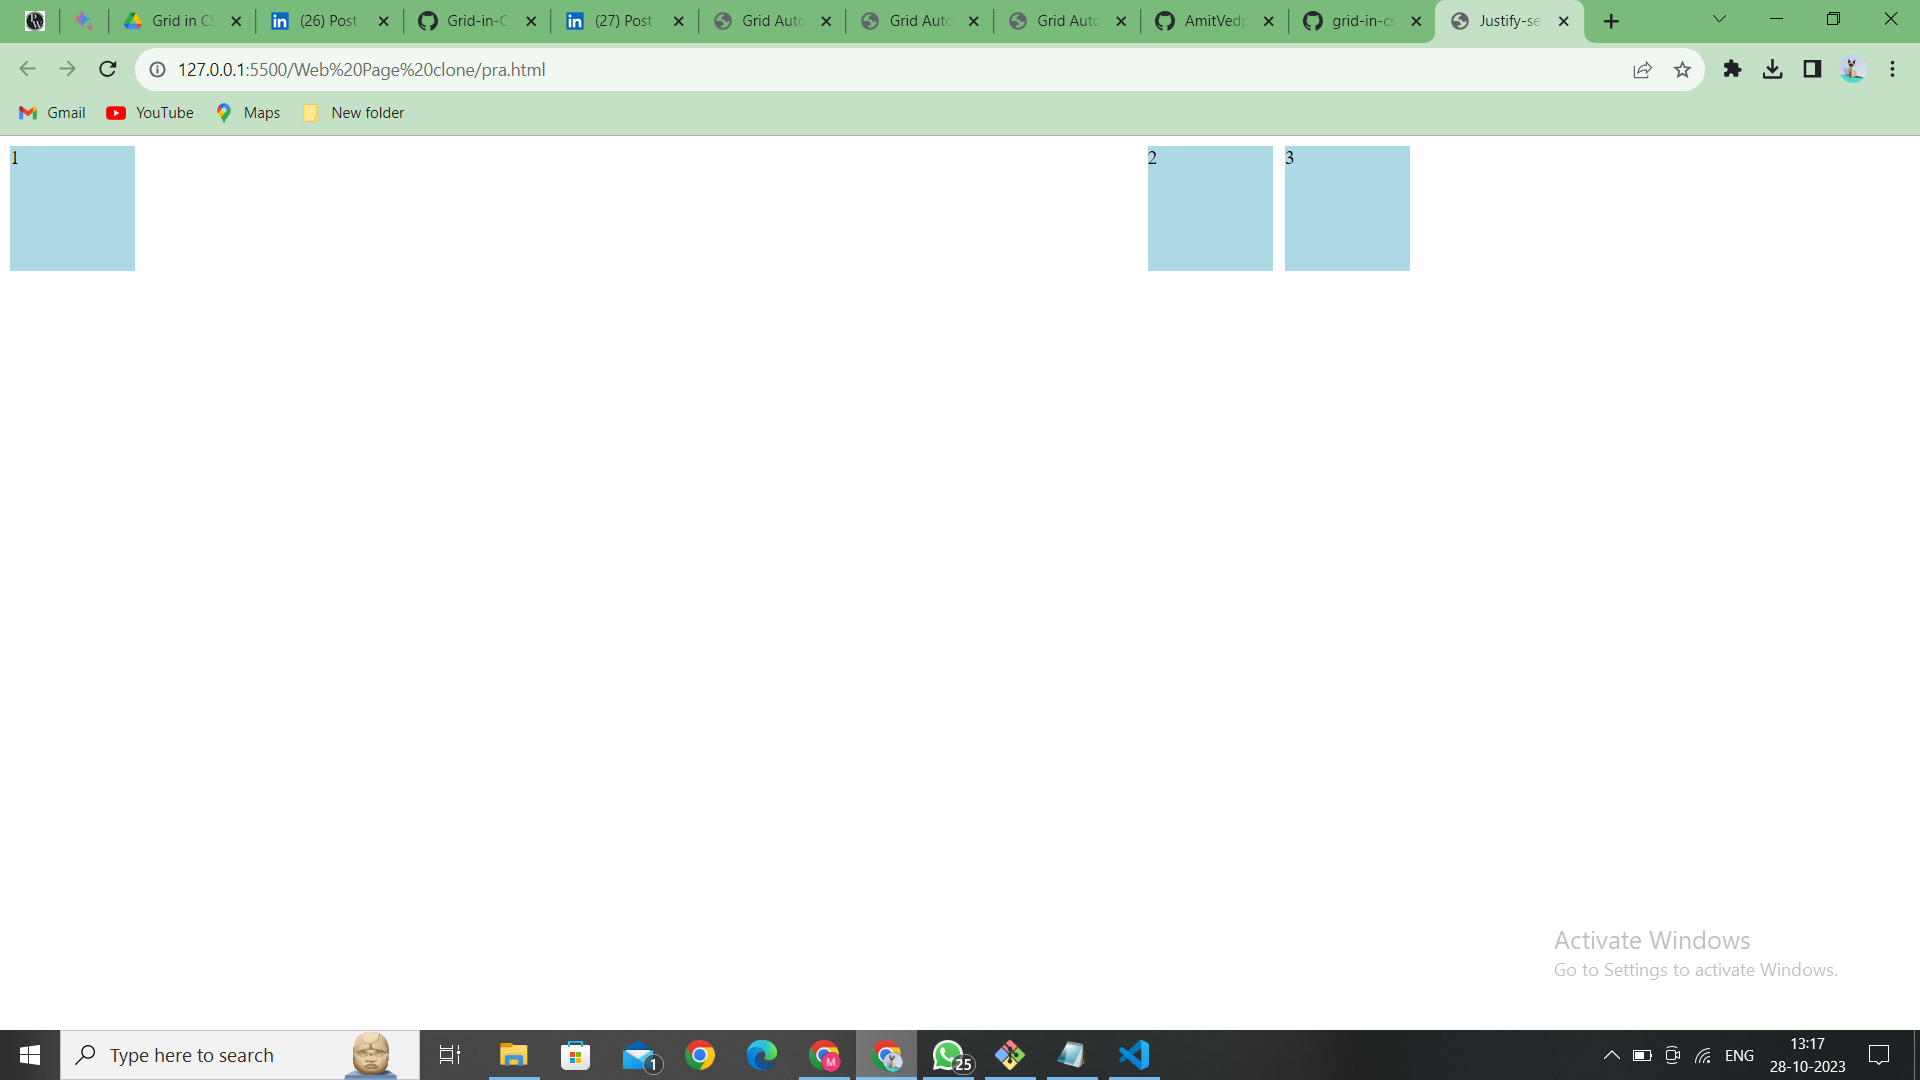 Grid in CS
(26) Post
Grid-in-C
(27) Post
Grid Auto
Grid Auto
Grid Auto
AmitVedp
grid-in-cs
Justify-se
127.0.0.1:5500/Web%20Page%20clone/pra.html
Gmail
YouTube
Maps
New folder
1
2
3
Activate Windows
Go to Settings to activate Windows.
Type here to search
1
M
25
ENG
13:17
28-10-2023